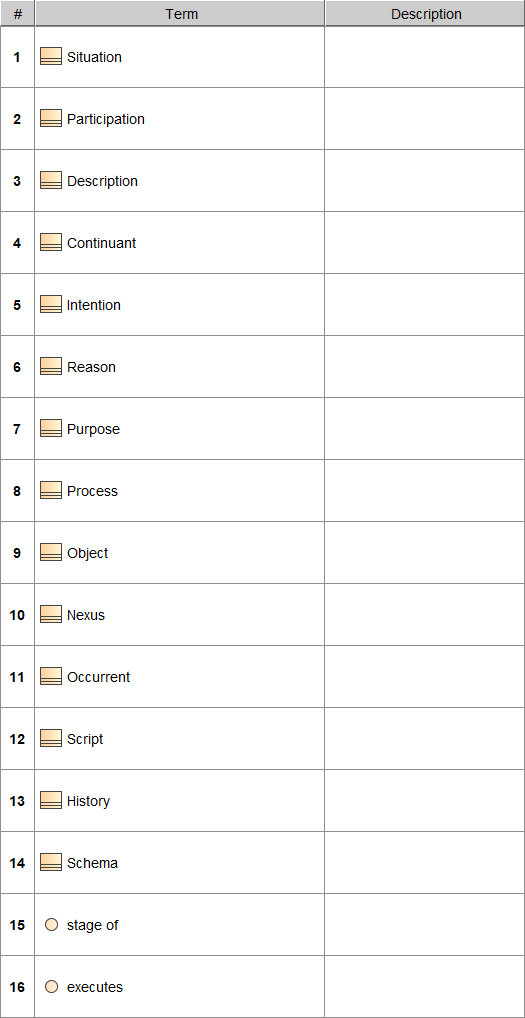 # Term Description
1 Situation
2 Participation
3 Description
4 Continuant
5 Intention
6 Reason
7 Purpose
8 Process
9 Object
10 Nexus
11 Occurrent
12 Script
13 History
14 Schema
15 stage of
16 executes